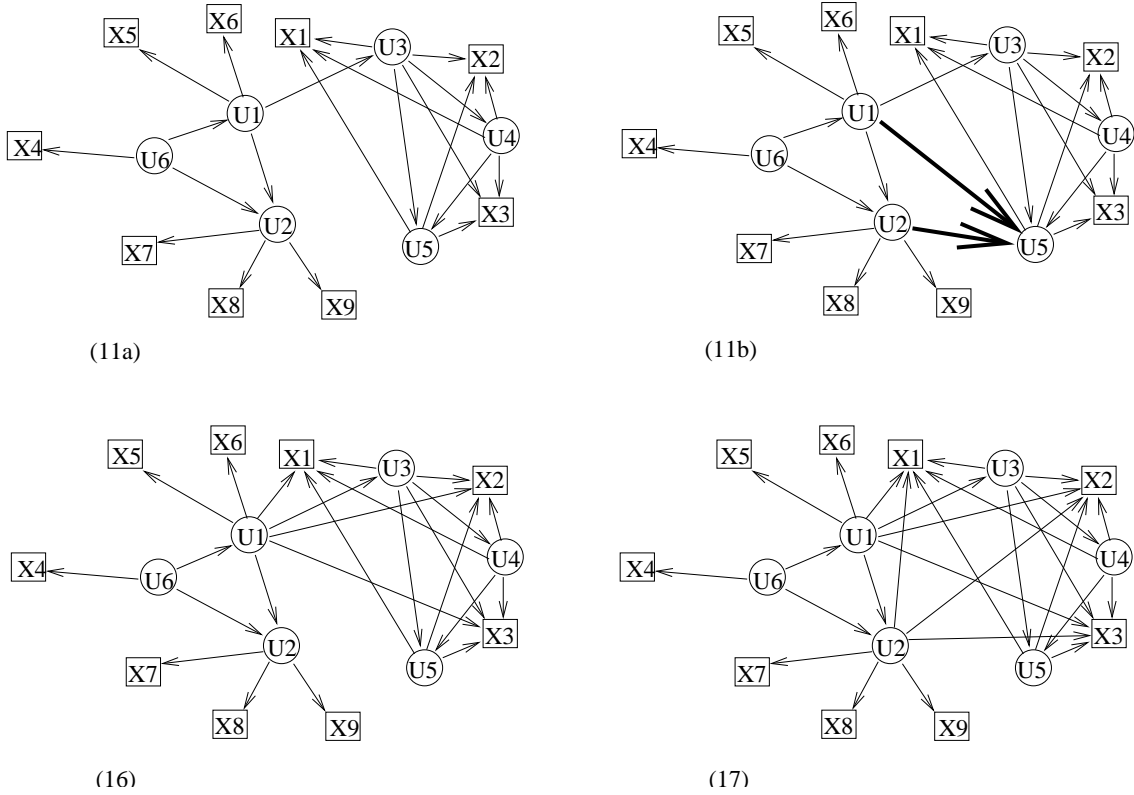 X5 X6 X1 U3 X2
U1
X4 U6 U4
U2 X3
X7 U5
X8 X9
(11a)
X5 X6 X1 U3 X2
U1
X4 U6 U4
U2 X3
X7 U5
X8 X9
(11b)
X5 X6 X1 U3 X2
U1
X4 U6 U4
U2 X3
X7 U5
X8 X9
(16)
X5 X6 X1 U3 X2
U1
X4 U6 U4
U2 X3
X7 U5
X8 X9
(17)